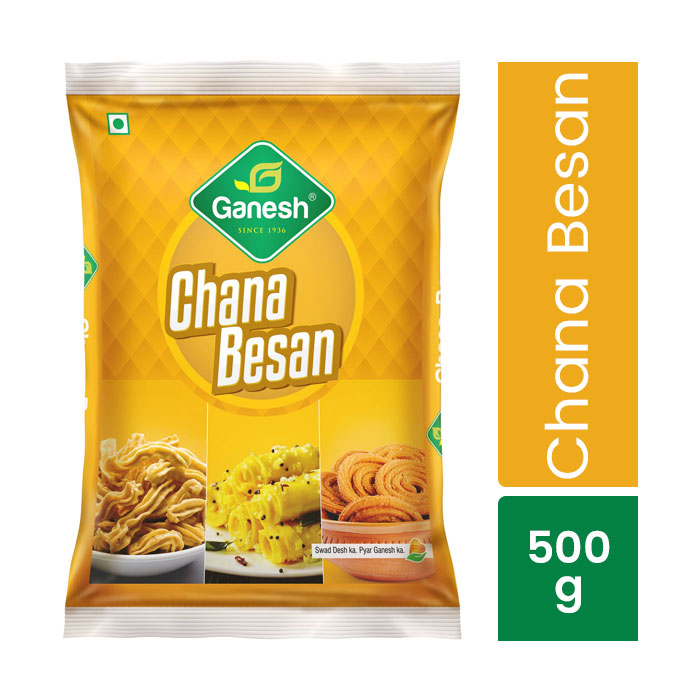 Ganesh®
SINCE 1936
Chana
Besan
Swad Desh ka. Pyar Ganesh ka.
Chana Besan
500
g